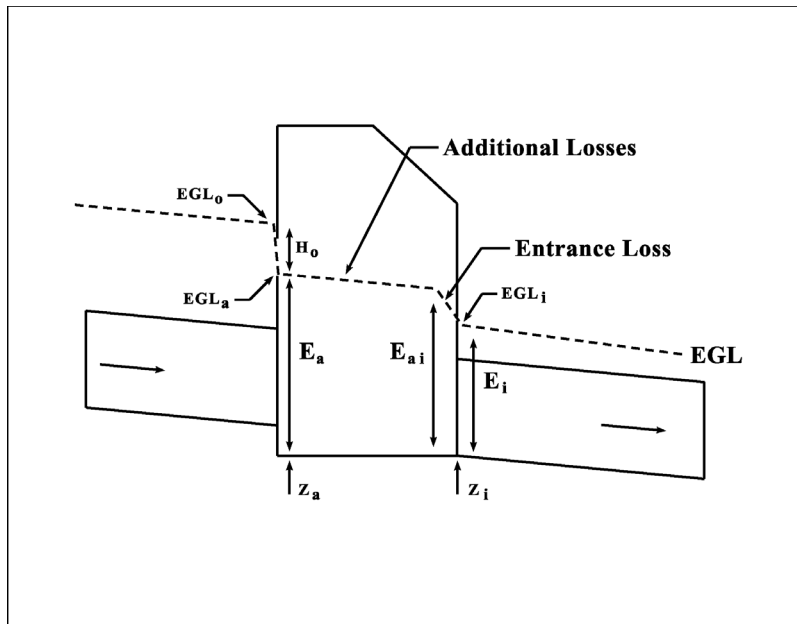 Additional Losses
EGLo
Ho
Entrance Loss
EGLa
EGLi
EGL
Ea
Eai
Ei
Za
Zi